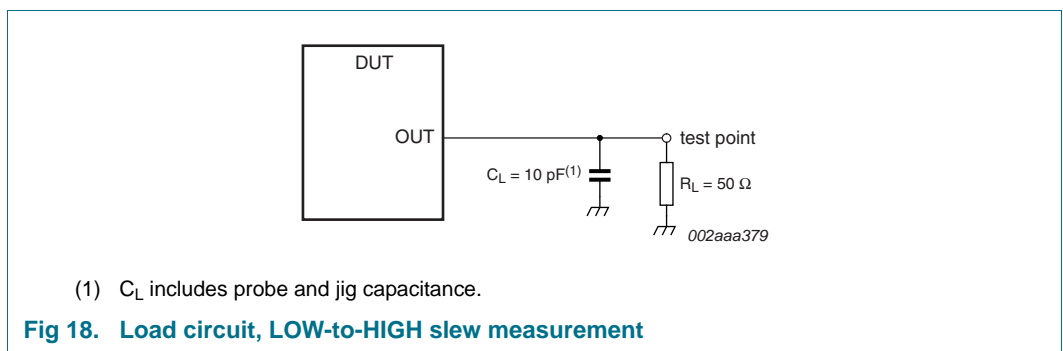 DUT
OUT
test point
C_L = 10 pF(1)
R_L = 50 Ω
002aaa379
(1) C_L includes probe and jig capacitance.
Fig 18. Load circuit, LOW-to-HIGH slew measurement